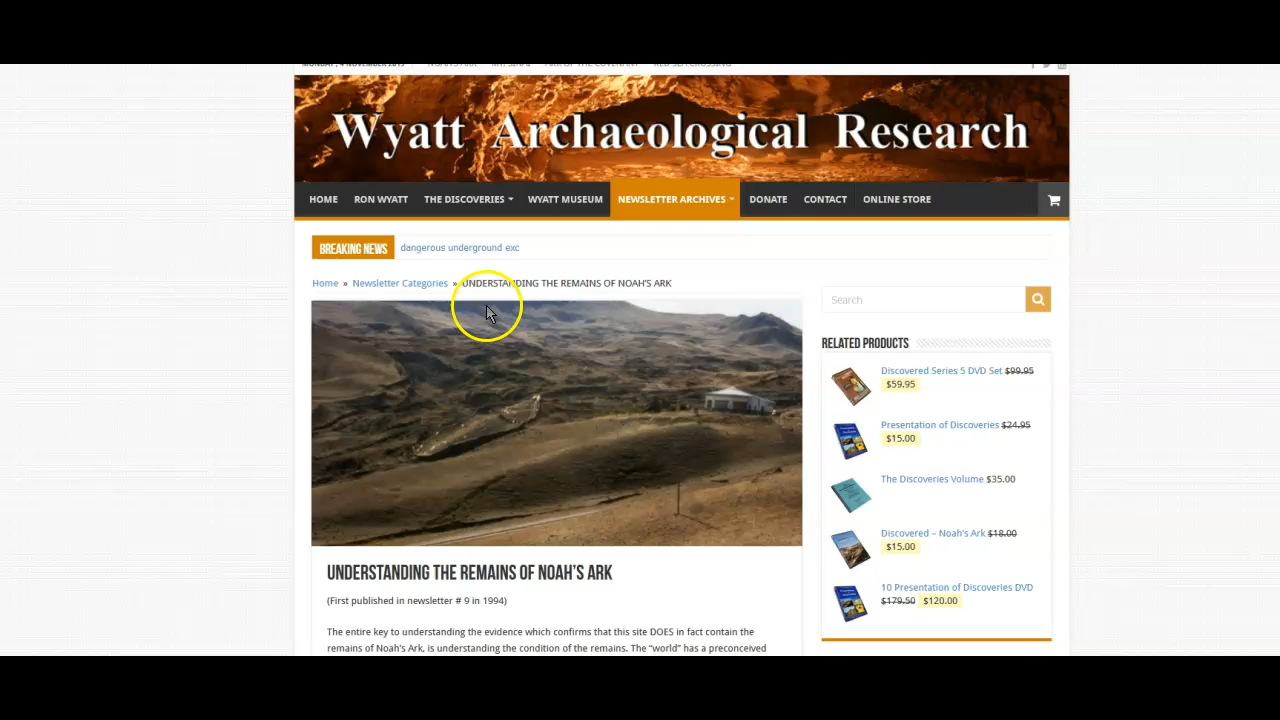 Wyatt Archaeological Research
HOME RON WYATT THE DISCOVERIES WYATT MUSEUM NEWSLETTER ARCHIVES DONATE CONTACT ONLINE STORE
BREAKING NEWS dangerous underground exc
Home » Newsletter Categories » UNDERSTANDING THE REMAINS OF NOAH'S ARK
Search
RELATED PRODUCTS
Discovered Series 5 DVD Set $99.95
$59.95
Presentation of Discoveries $24.95
$15.00
The Discoveries Volume $35.00
Discovered – Noah's Ark $18.00
$15.00
10 Presentation of Discoveries DVD
$179.50 $120.00
UNDERSTANDING THE REMAINS OF NOAH'S ARK
(First published in newsletter # 9 in 1994)
The entire key to understanding the evidence which confirms that this site DOES in fact contain the
remains of Noah's Ark, is understanding the condition of the remains. The "world" has a preconceived